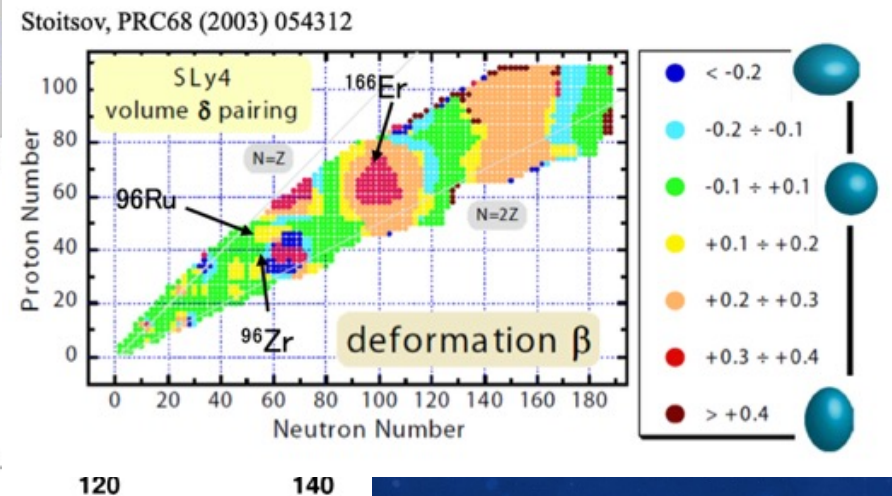 Stoitsov, PRC68 (2003) 054312
SLy4
volume δ pairing
¹⁶⁶Er
N=Z
96Ru
N=2Z
⁹⁶Zr
deformation β
Proton Number
100
80
60
40
20
0
0 20 40 60 80 100 120 140 160 180
Neutron Number
< -0.2
-0.2 ÷ -0.1
-0.1 ÷ +0.1
+0.1 ÷ +0.2
+0.2 ÷ +0.3
+0.3 ÷ +0.4
> +0.4
120 140